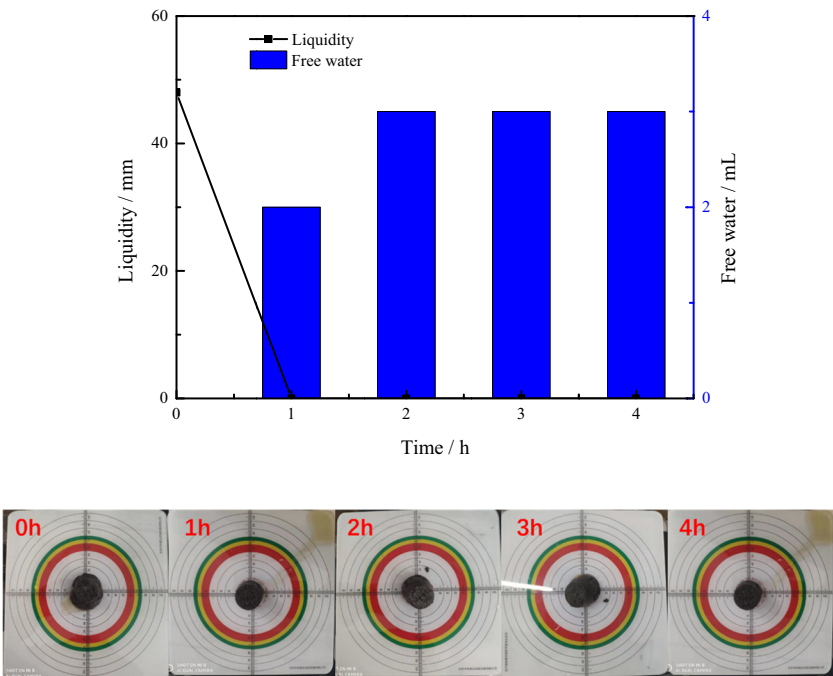 60
40
20
0
Liquidity / mm
Liquidity
Free water
4
2
0
Free water / mL
0 1 2 3 4
Time / h
0h 1h 2h 3h 4h